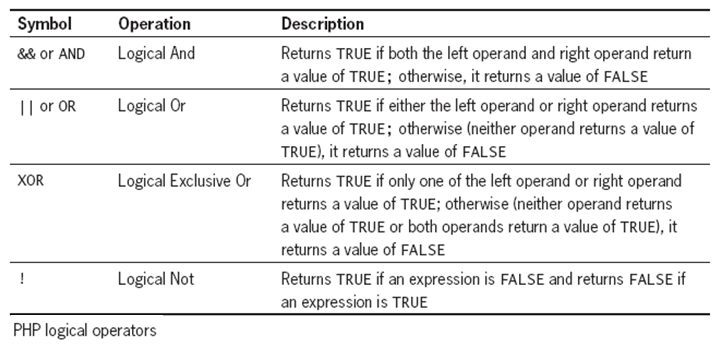 Symbol Operation Description
&& or AND Logical And Returns TRUE if both the left operand and right operand return
a value of TRUE; otherwise, it returns a value of FALSE
|| or OR Logical Or Returns TRUE if either the left operand or right operand returns
a value of TRUE; otherwise (neither operand returns a value of
TRUE), it returns a value of FALSE
XOR Logical Exclusive Or Returns TRUE if only one of the left operand or right operand
returns a value of TRUE; otherwise (neither operand returns
a value of TRUE or both operands return a value of TRUE), it
returns a value of FALSE
! Logical Not Returns TRUE if an expression is FALSE and returns FALSE if
an expression is TRUE
PHP logical operators